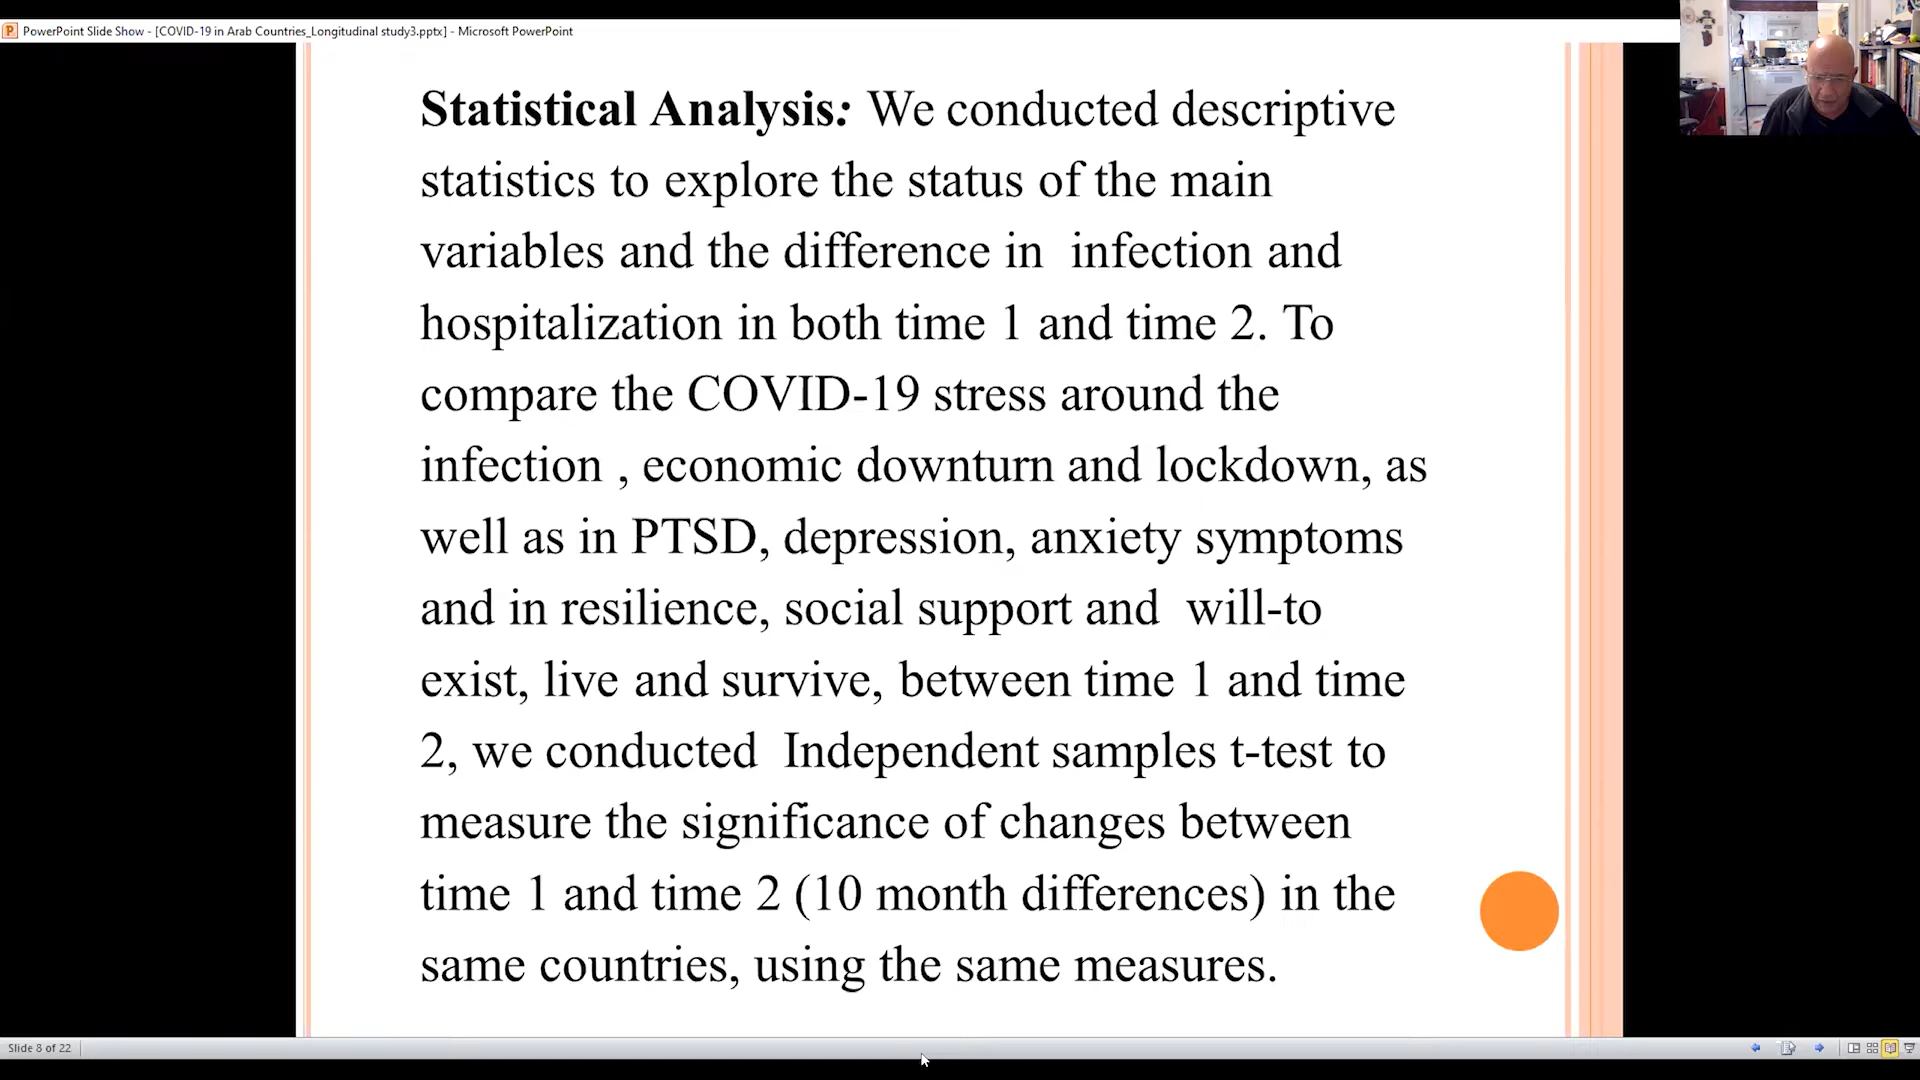 PowerPoint Slide Show - [COVID-19 in Arab Countries_Longitudinal study3.pptx] - Microsoft PowerPoint
Statistical Analysis: We conducted descriptive
statistics to explore the status of the main
variables and the difference in infection and
hospitalization in both time 1 and time 2. To
compare the COVID-19 stress around the
infection , economic downturn and lockdown, as
well as in PTSD, depression, anxiety symptoms
and in resilience, social support and will-to
exist, live and survive, between time 1 and time
2, we conducted Independent samples t-test to
measure the significance of changes between
time 1 and time 2 (10 month differences) in the
same countries, using the same measures.
Slide 8 of 22